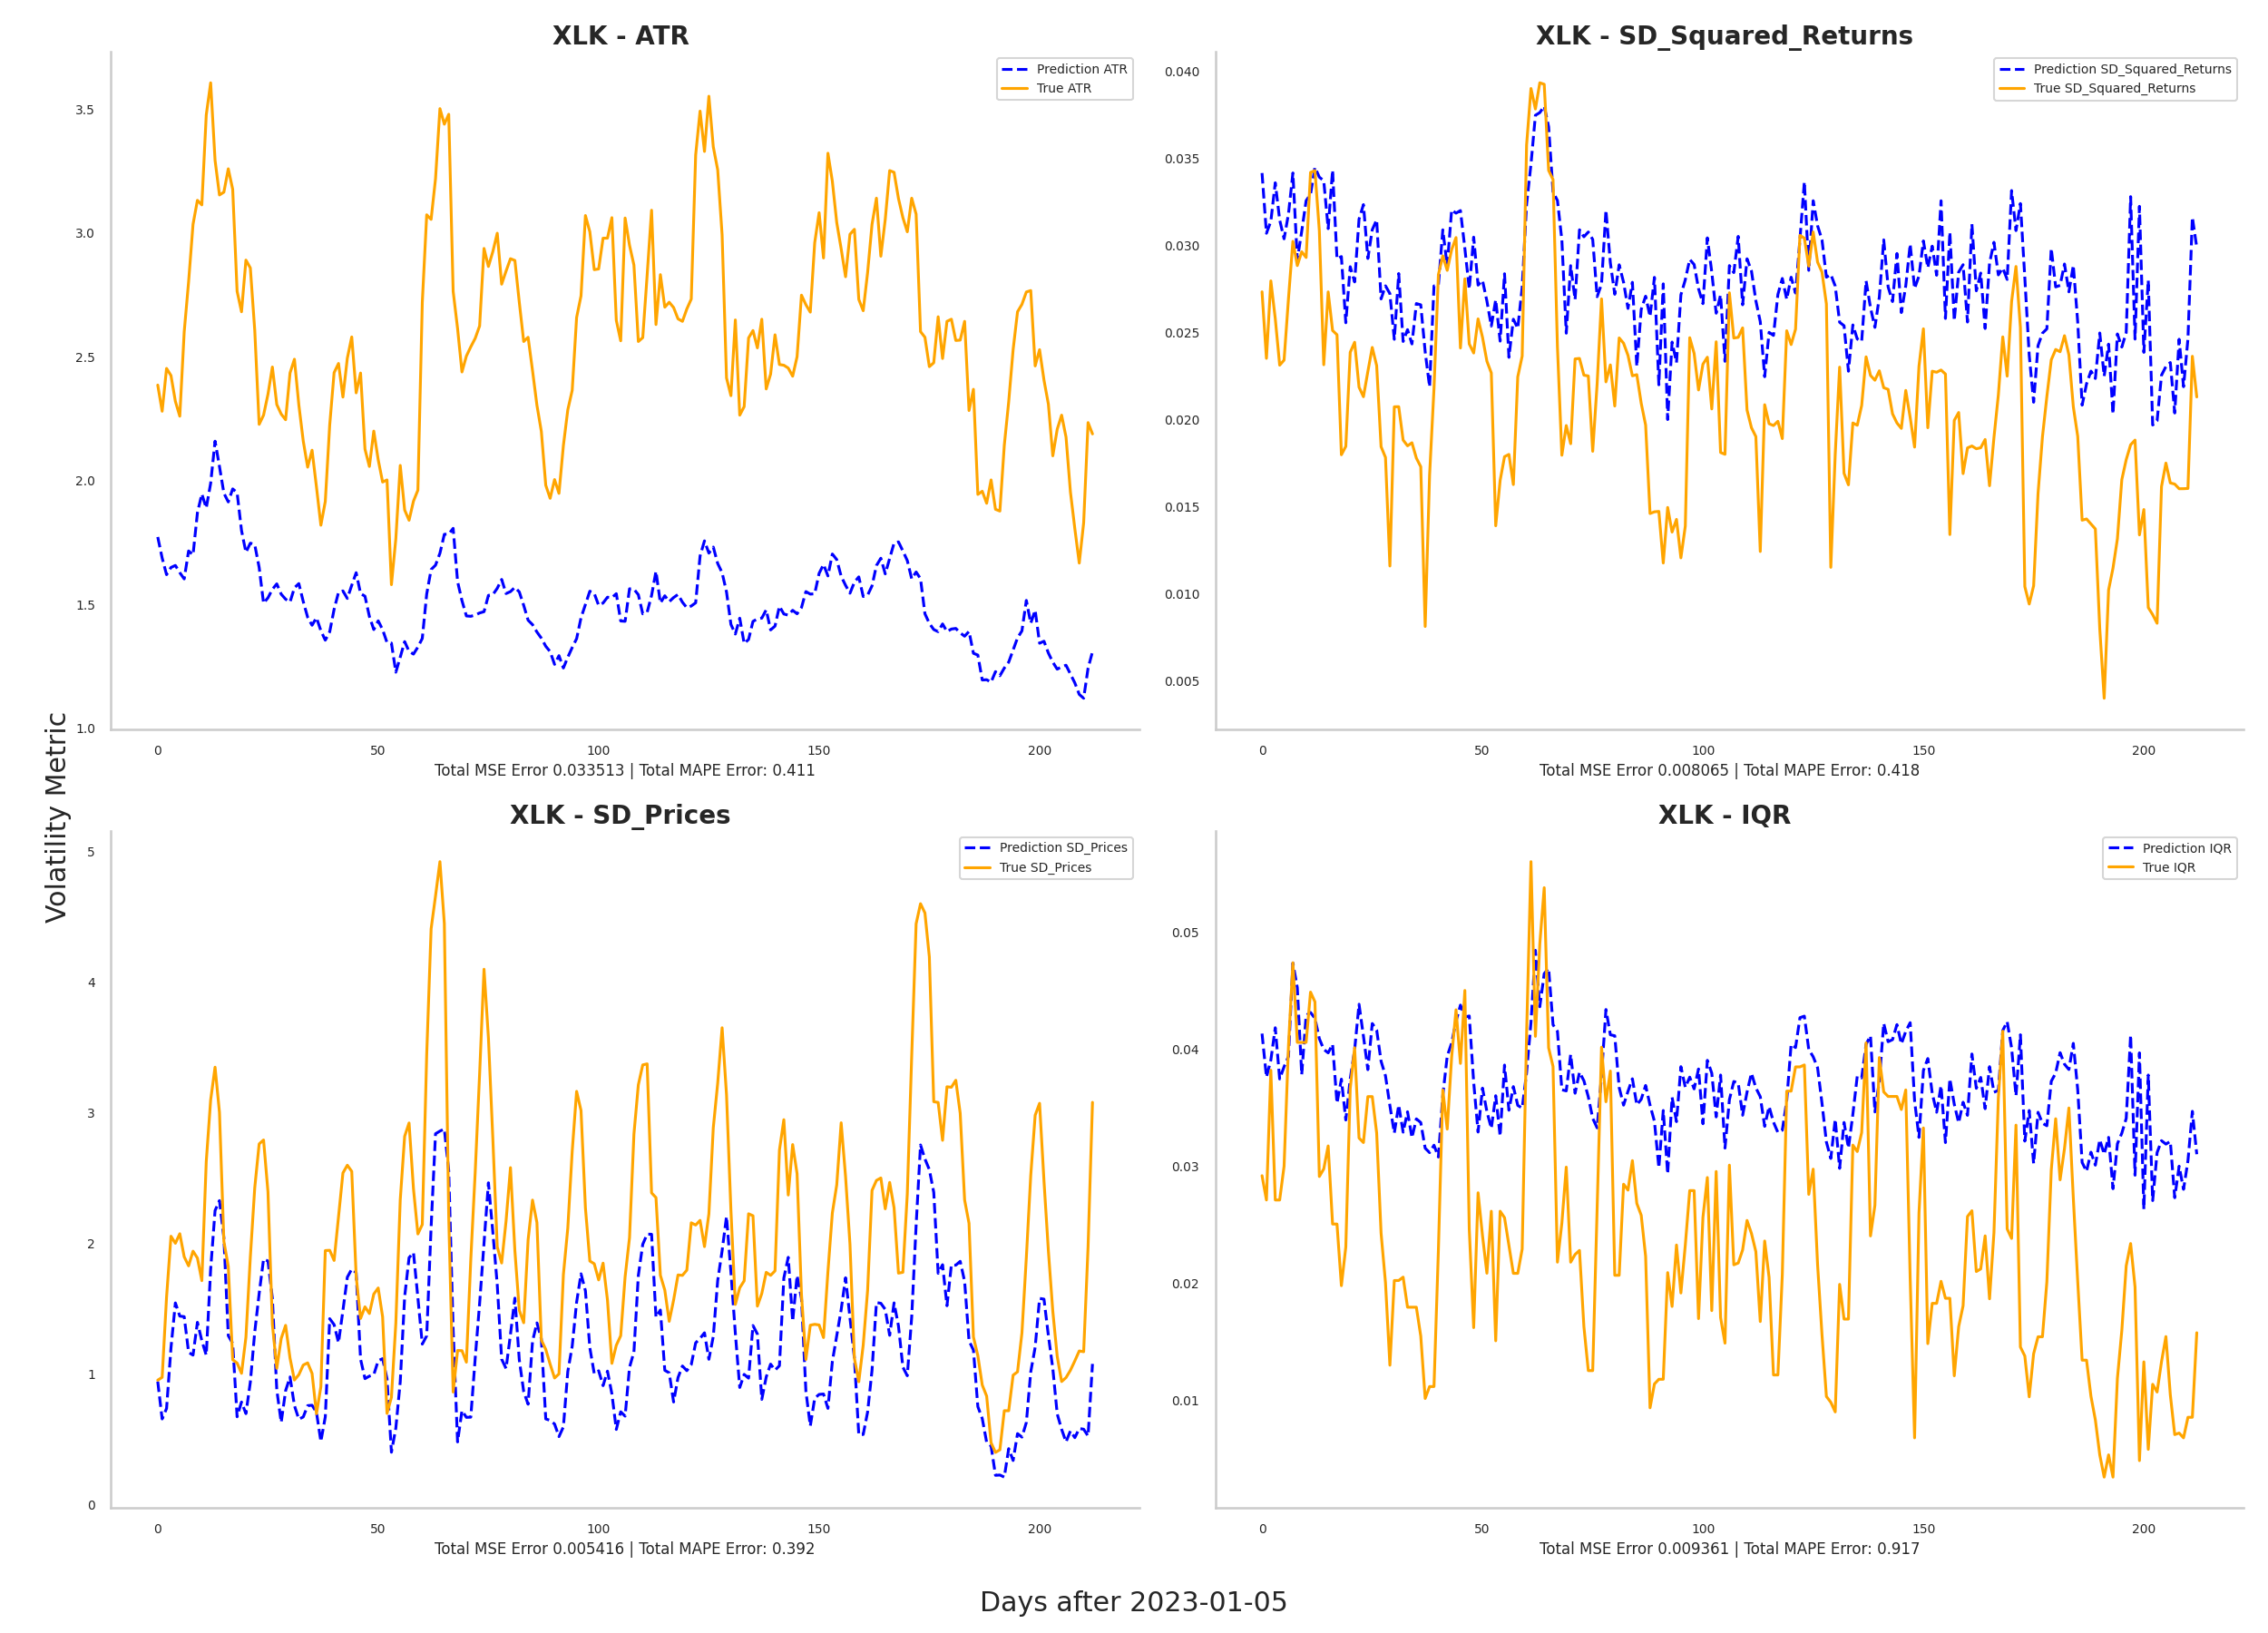 XLK - ATR
Prediction ATR
True ATR
3.5
3.0
2.5
2.0
1.5
1.0
0 50 100 150 200
Total MSE Error 0.033513 | Total MAPE Error: 0.411
XLK - SD_Squared_Returns
Prediction SD_Squared_Returns
True SD_Squared_Returns
0.040
0.035
0.030
0.025
0.020
0.015
0.010
0.005
0 50 100 150 200
Total MSE Error 0.008065 | Total MAPE Error: 0.418
Volatility Metric
XLK - SD_Prices
Prediction SD_Prices
True SD_Prices
5
4
3
2
1
0
0 50 100 150 200
Total MSE Error 0.005416 | Total MAPE Error: 0.392
XLK - IQR
Prediction IQR
True IQR
0.05
0.04
0.03
0.02
0.01
0 50 100 150 200
Total MSE Error 0.009361 | Total MAPE Error: 0.917
Days after 2023-01-05